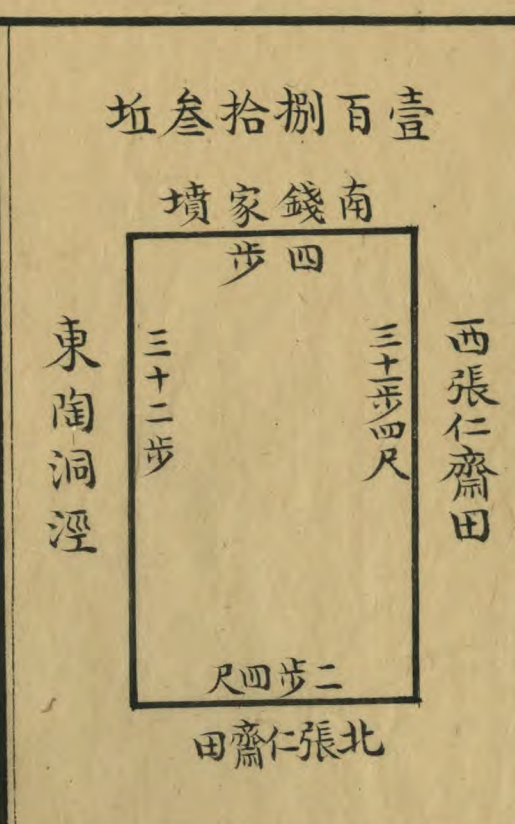 壹百捌拾叁坵
南錢家墳
四步
西張仁齋田
三十一步四尺
三十二步
東陶涇洞
二步四尺
北張仁齋田